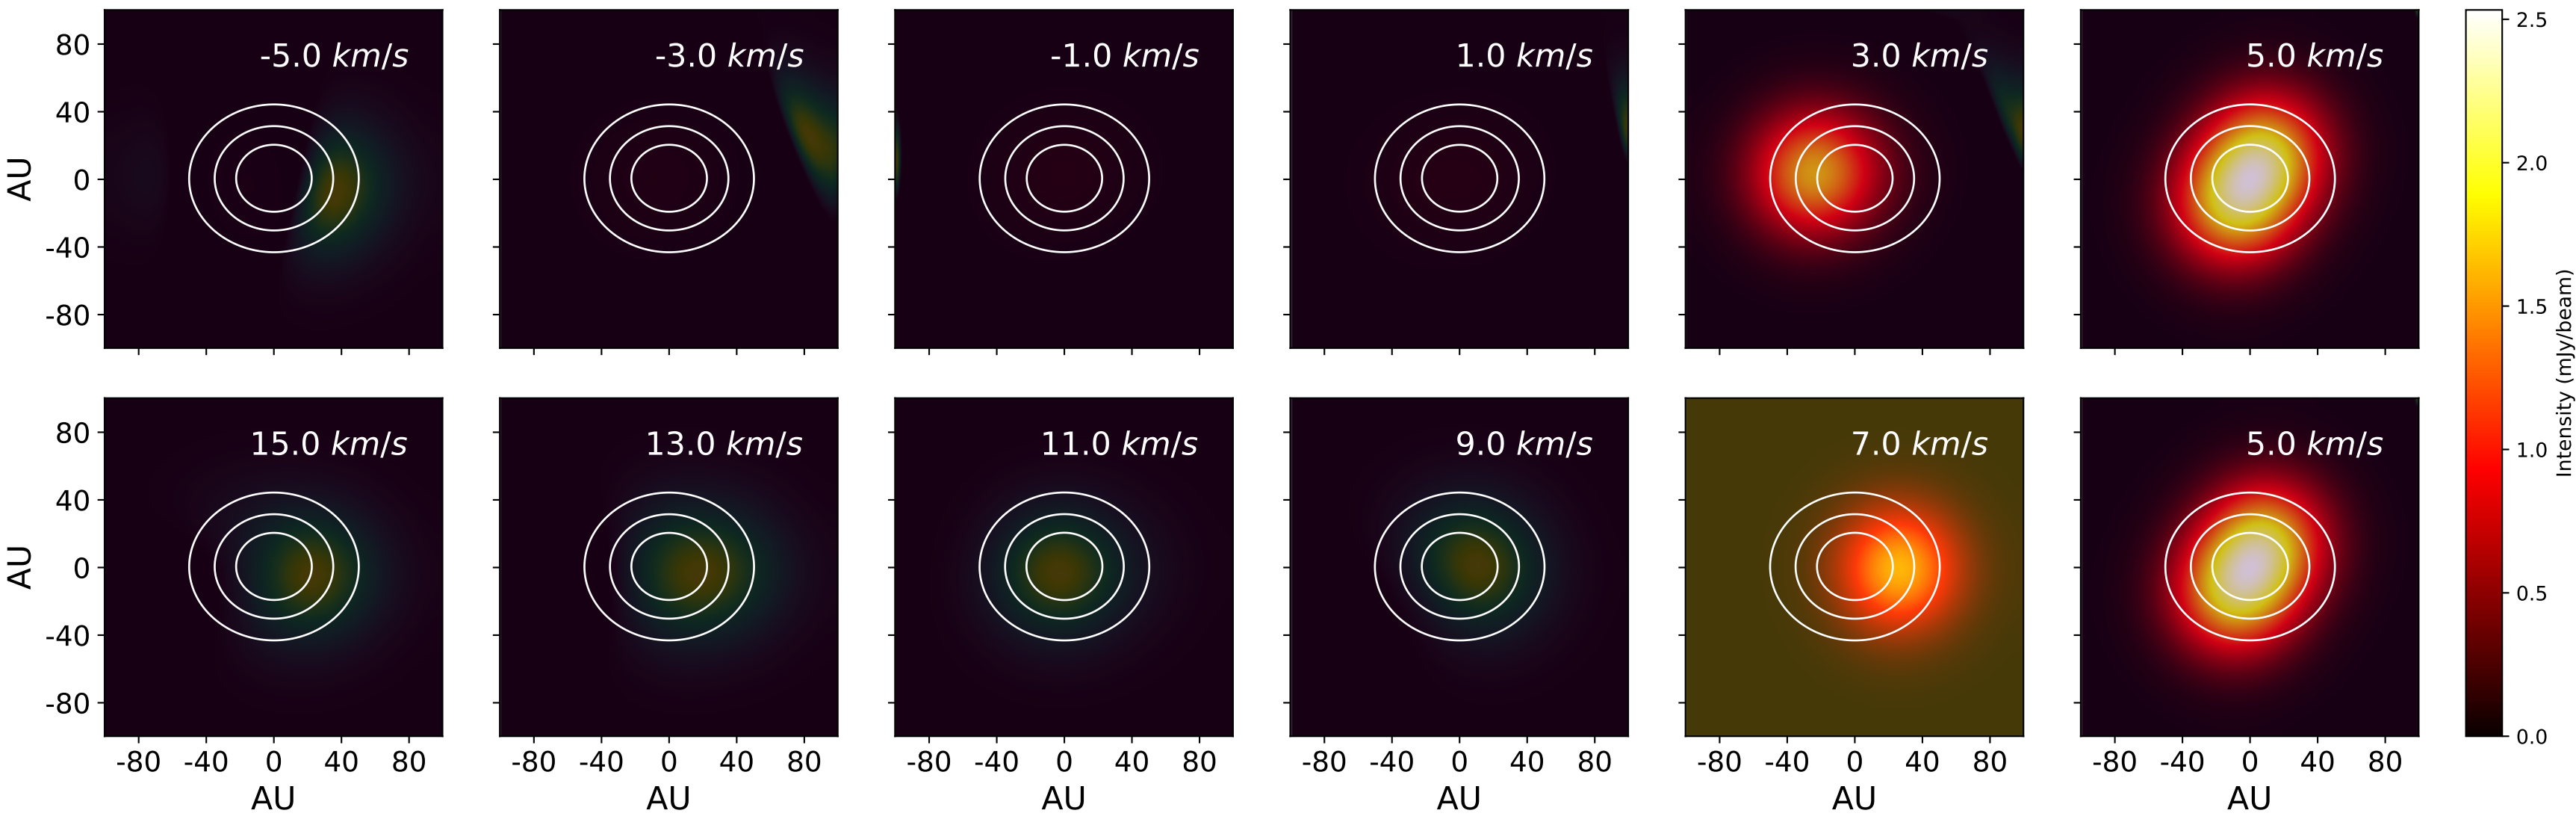 -5.0 km/s
-3.0 km/s
-1.0 km/s
1.0 km/s
3.0 km/s
5.0 km/s
80
40
0
-40
-80
AU
15.0 km/s
13.0 km/s
11.0 km/s
9.0 km/s
7.0 km/s
5.0 km/s
80
40
0
-40
-80
AU
-80 -40 0 40 80
-80 -40 0 40 80
-80 -40 0 40 80
-80 -40 0 40 80
-80 -40 0 40 80
-80 -40 0 40 80
AU
AU
AU
AU
AU
AU
2.5
2.0
1.5
1.0
0.5
0.0
Intensity (mJy/beam)